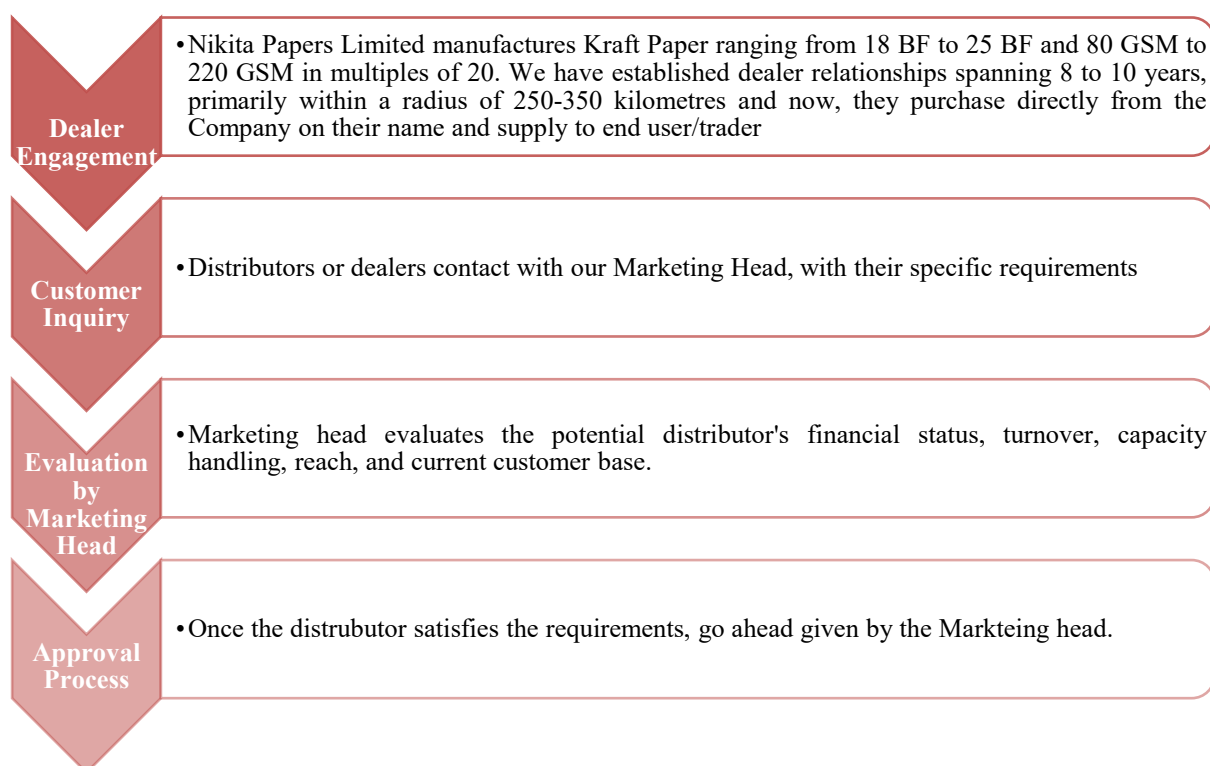 Dealer
Engagement
•Nikita Papers Limited manufactures Kraft Paper ranging from 18 BF to 25 BF and 80 GSM to
220 GSM in multiples of 20. We have established dealer relationships spanning 8 to 10 years,
primarily within a radius of 250-350 kilometres and now, they purchase directly from the
Company on their name and supply to end user/trader
Customer
Inquiry
•Distributors or dealers contact with our Marketing Head, with their specific requirements
Evaluation
by
Marketing
Head
•Marketing head evaluates the potential distributor's financial status, turnover, capacity
handling, reach, and current customer base.
Approval
Process
•Once the distrubutor satisfies the requirements, go ahead given by the Markteing head.